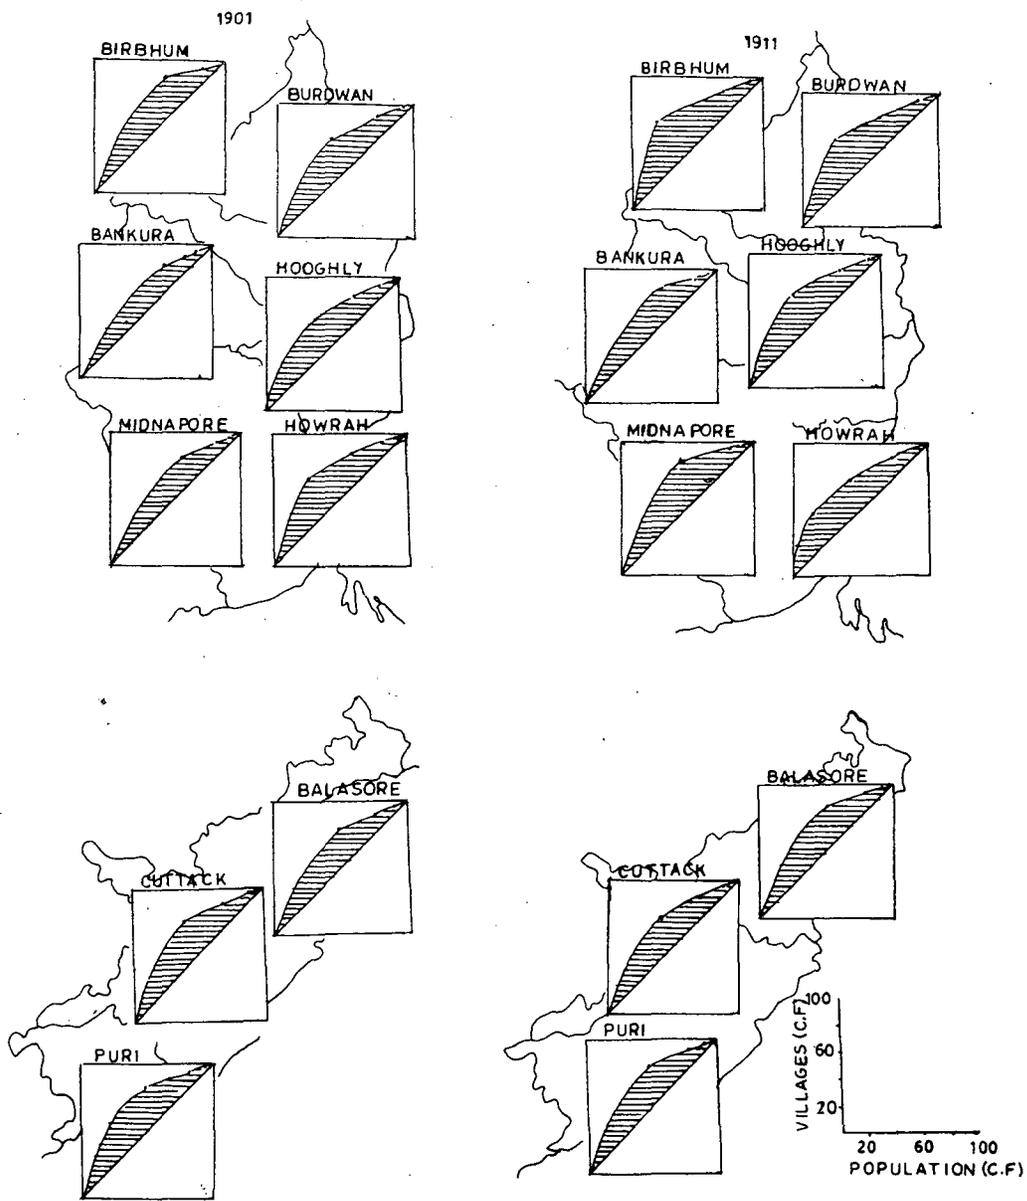 1901
BIRBHUM
BURDWAN
BANKURA
HOOGHLY
MIDNAPORE
HOWRAH
BALASORE
CUTTACK
PURI
1911
BIRBHUM
BURDWAN
BANKURA
HOOGHLY
MIDNAPORE
HOWRAH
BALASORE
CUTTACK
PURI
VILLAGES (C.F)
100
60
20
20 60 100
POPULATION (C.F)